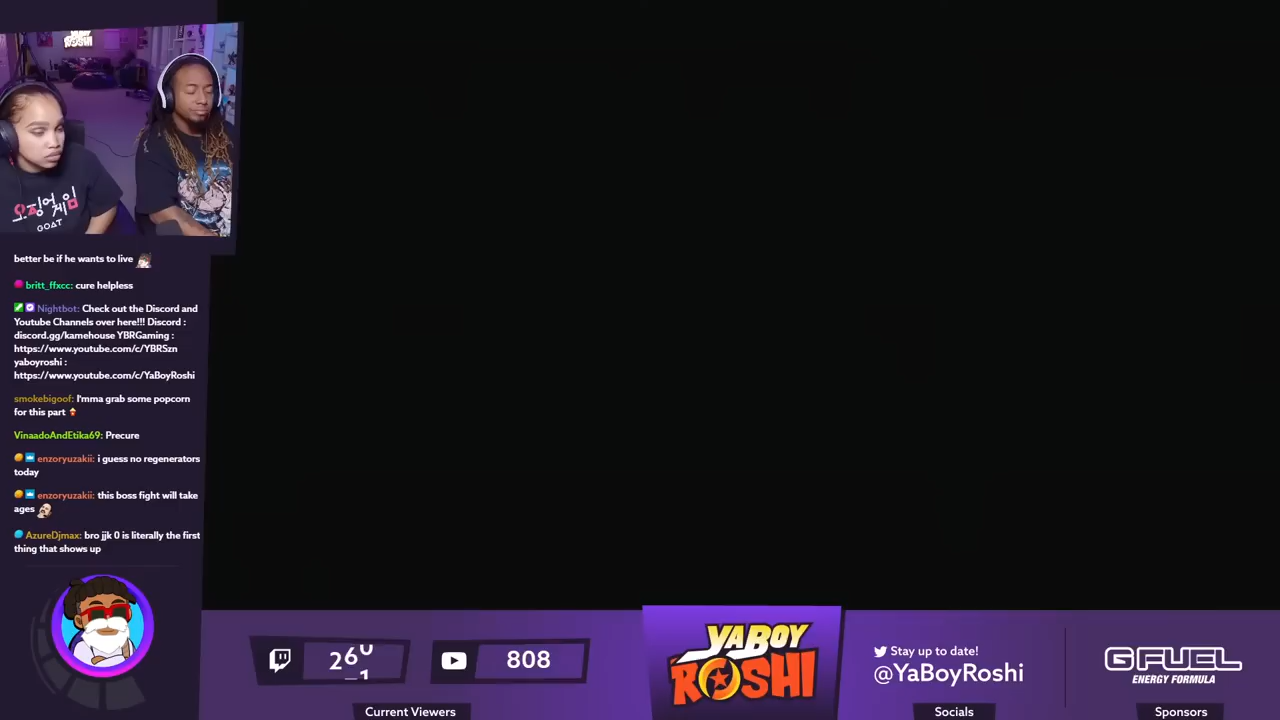 YABOY
ROSHI
오징어 게임
GOAT
better be if he wants to live
britt_ffxcc: cure helpless
Nightbot: Check out the Discord and
Youtube Channels over here!!! Discord :
discord.gg/kamehouse YBRGaming :
https://www.youtube.com/c/YBRSzn
yaboyroshi :
https://www.youtube.com/c/YaBoyRoshi
smokebigoof: I'mma grab some popcorn
for this part
VinaadoAndEtika69: Precure
enzoryuzakii: i guess no regenerators
today
enzoryuzakii: this boss fight will take
ages
AzureDjmax: bro jjk 0 is literally the first
thing that shows up
808
Current Viewers
YABOY
ROSHI
Stay up to date!
@YaBoyRoshi
Socials
GFUEL
ENERGY FORMULA
Sponsors